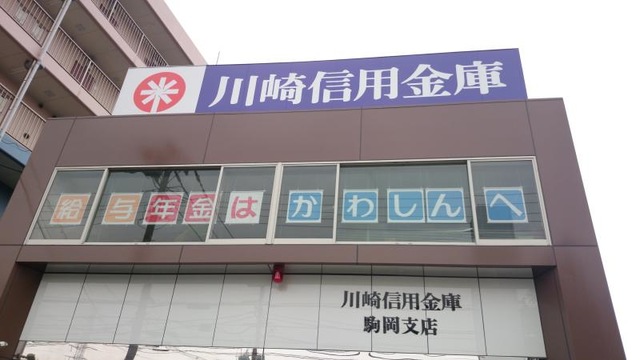 川崎信用金庫
給与年金はかわしんへ
川崎信用金庫
駒岡支店